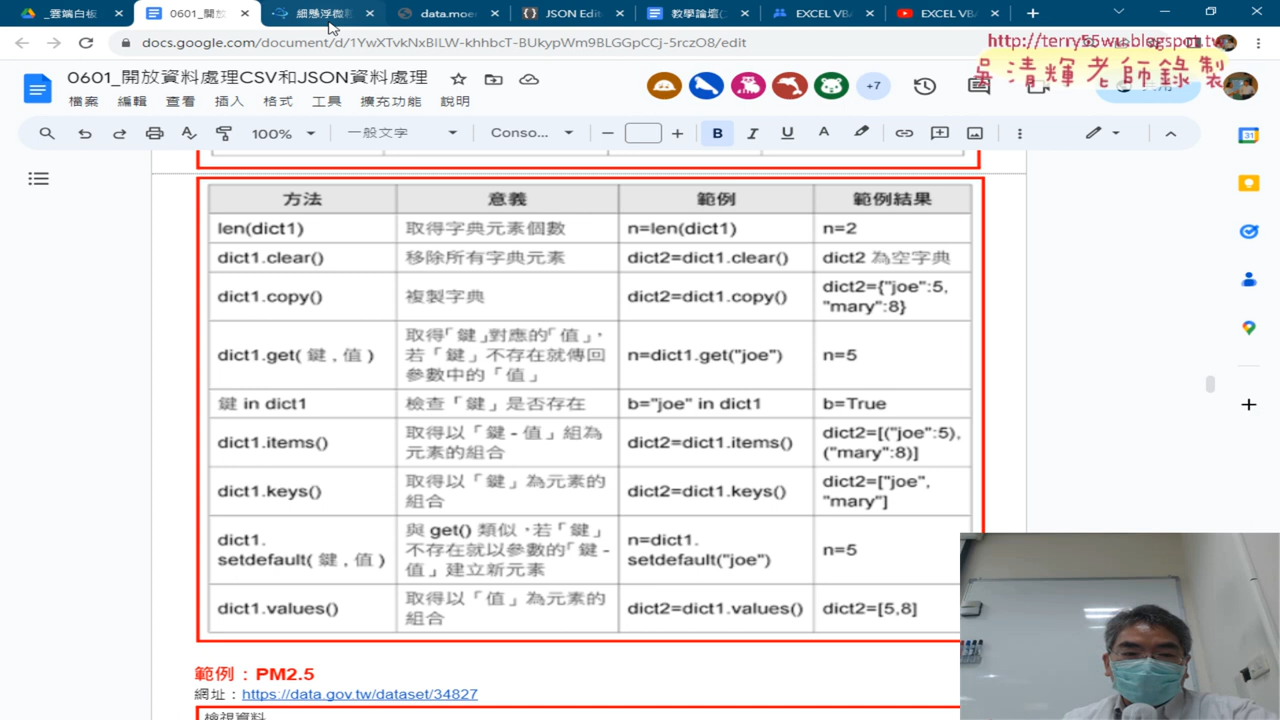 _雲端白板
0601_開放
細懸浮微
data.moe
JSON Edit
教學論壇(
EXCEL VB
EXCEL VB
docs.google.com/document/d/1YwXTvkNxBILW-khhbcT-BUkypWm9BLGGpCCj-5rczO8/edit
http://terry55wu.blogspot.tw
吳清輝老師錄製
0601_開放資料處理CSV和JSON資料處理
+7
檔案 編輯 查看 插入 格式 工具 擴充功能 說明
100% 一般文字 Conso... B I U A
31
方法 意義 範例 範例結果
len(dict1) 取得字典元素個數 n=len(dict1) n=2
dict1.clear() 移除所有字典元素 dict2=dict1.clear() dict2 為空字典
dict1.copy() 複製字典 dict2=dict1.copy() dict2={"joe":5,
"mary":8}
dict1.get( 鍵 , 值 ) 取得「鍵」對應的「值」,
若「鍵」不存在就傳回
參數中的「值」 n=dict1.get("joe") n=5
鍵 in dict1 檢查「鍵」是否存在 b="joe" in dict1 b=True
dict1.items() 取得以「鍵 - 值」組為
元素的組合 dict2=dict1.items() dict2=[("joe":5),
("mary":8)]
dict1.keys() 取得以「鍵」為元素的
組合 dict2=dict1.keys() dict2=["joe",
"mary"]
dict1.
setdefault( 鍵 , 值 ) 與 get() 類似,若「鍵」
不存在就以參數的「鍵 -
值」建立新元素 n=dict1.
setdefault("joe") n=5
dict1.values() 取得以「值」為元素的
組合 dict2=dict1.values() dict2=[5,8]
範例:PM2.5
網址:https://data.gov.tw/dataset/34827
檢視資料